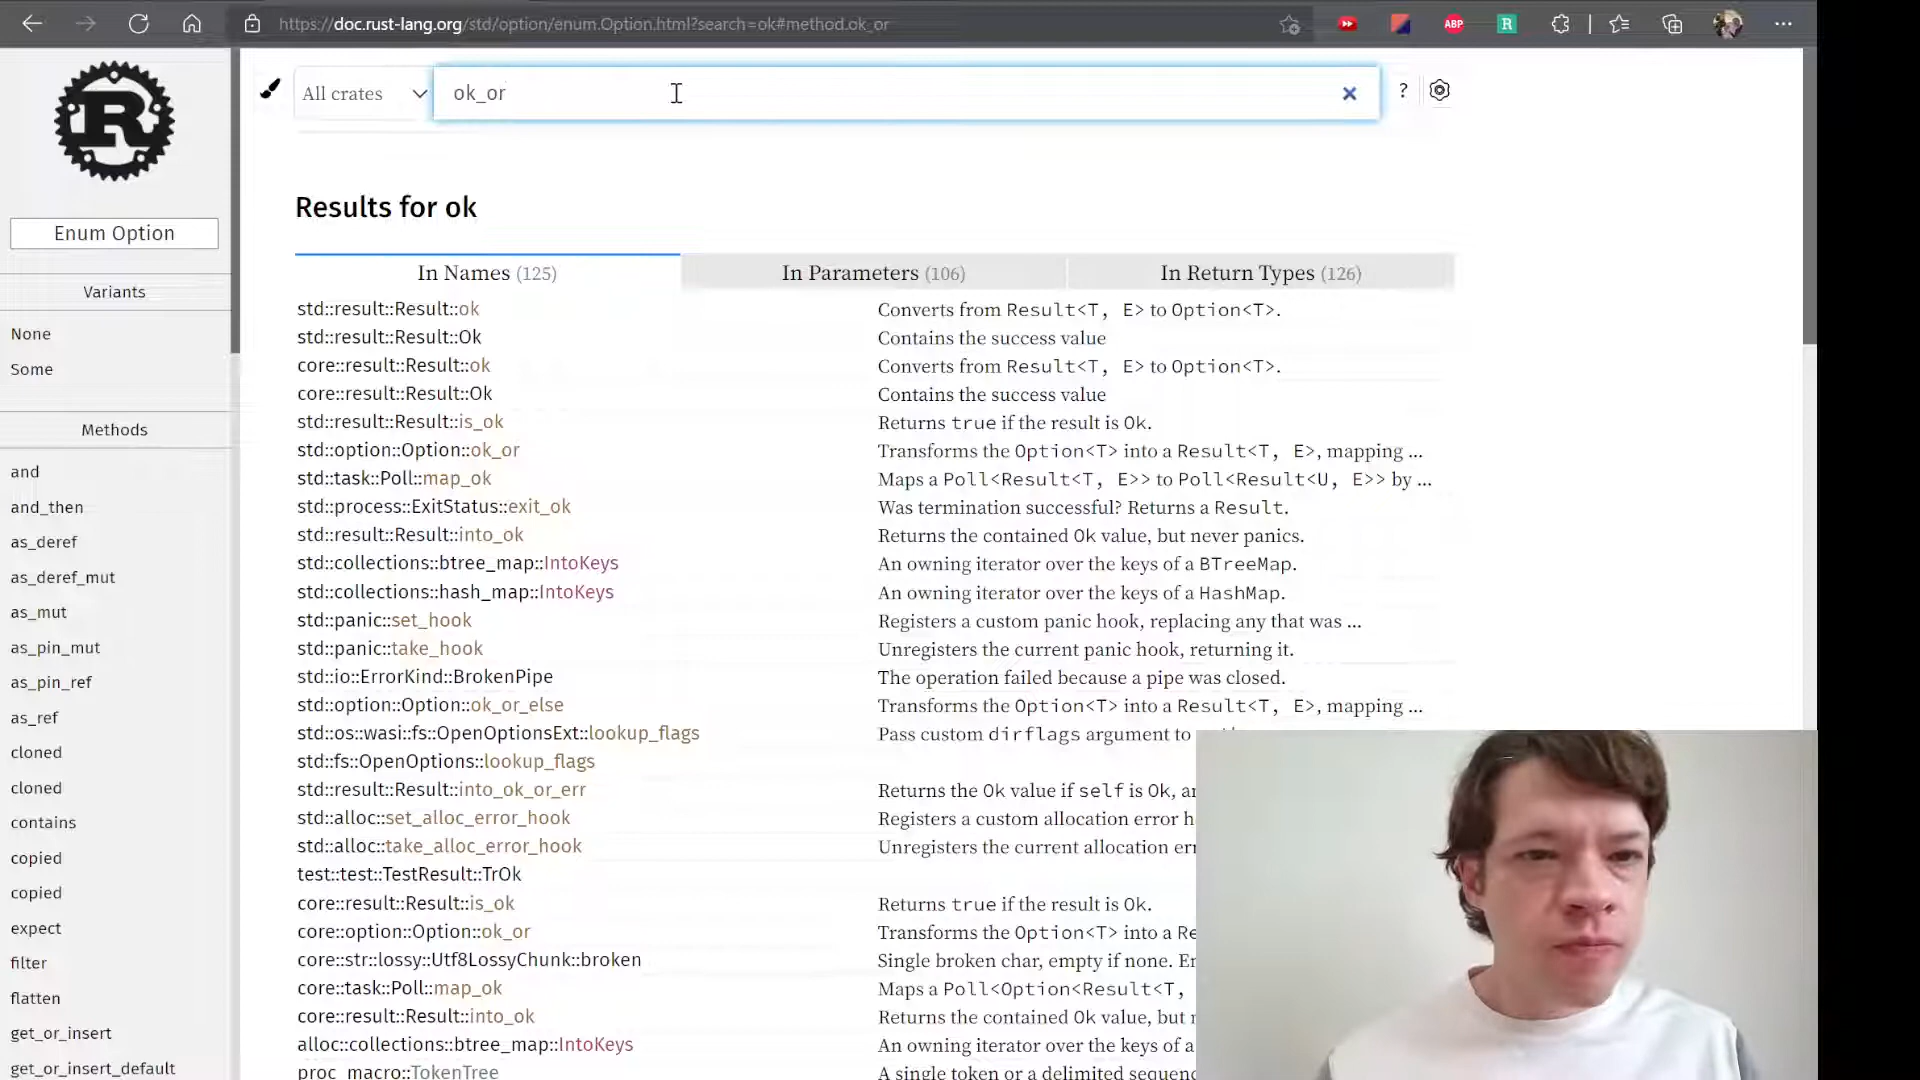 https://doc.rust-lang.org/std/option/enum.Option.html?search=ok#method.ok_or
ABP
R
All crates
ok_or
?
R
Enum Option
Variants
None
Some
Methods
and
and_then
as_deref
as_deref_mut
as_mut
as_pin_mut
as_pin_ref
as_ref
cloned
cloned
contains
copied
copied
expect
filter
flatten
get_or_insert
get_or_insert_default
Results for ok
In Names (125) In Parameters (106) In Return Types (126)
std::result::Result::ok Converts from Result<T, E> to Option<T>.
std::result::Result::Ok Contains the success value
core::result::Result::ok Converts from Result<T, E> to Option<T>.
core::result::Result::Ok Contains the success value
std::result::Result::is_ok Returns true if the result is Ok.
std::option::Option::ok_or Transforms the Option<T> into a Result<T, E>, mapping ...
std::task::Poll::map_ok Maps a Poll<Result<T, E>> to Poll<Result<U, E>> by ...
std::process::ExitStatus::exit_ok Was termination successful? Returns a Result.
std::result::Result::into_ok Returns the contained Ok value, but never panics.
std::collections::btree_map::IntoKeys An owning iterator over the keys of a BTreeMap.
std::collections::hash_map::IntoKeys An owning iterator over the keys of a HashMap.
std::panic::set_hook Registers a custom panic hook, replacing any that was ...
std::panic::take_hook Unregisters the current panic hook, returning it.
std::io::ErrorKind::BrokenPipe The operation failed because a pipe was closed.
std::option::Option::ok_or_else Transforms the Option<T> into a Result<T, E>, mapping ...
std::os::wasi::fs::OpenOptionsExt::lookup_flags Pass custom dirflags argument to
std::fs::OpenOptions::lookup_flags
std::result::Result::into_ok_or_err Returns the Ok value if self is Ok,
std::alloc::set_alloc_error_hook Registers a custom allocation error h
std::alloc::take_alloc_error_hook Unregisters the current allocation
test::test::TestResult::TrOk
core::result::Result::is_ok Returns true if the result is Ok.
core::option::Option::ok_or Transforms the Option<T> into a
core::str::lossy::Utf8LossyChunk::broken Single broken char, empty if none.
core::task::Poll::map_ok Maps a Poll<Option<Result<T,
core::result::Result::into_ok Returns the contained Ok value, but
alloc::collections::btree_map::IntoKeys An owning iterator over the keys of a
proc_macro::TokenTree A single token or a delimited sequenc